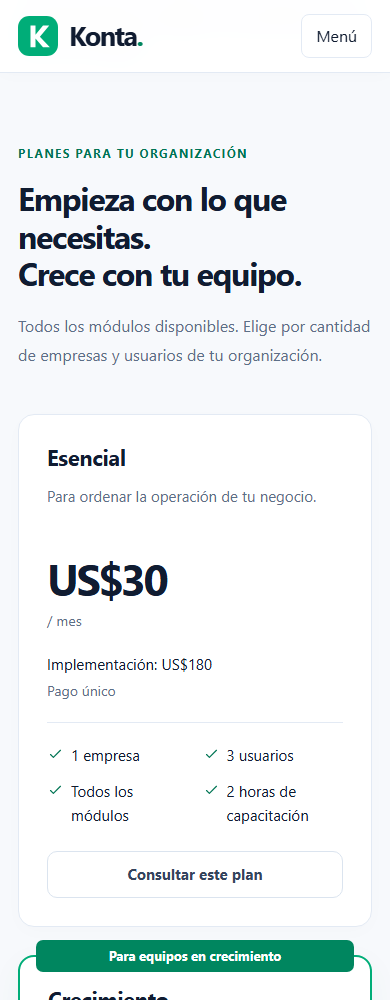 K Konta.
Menú
PLANES PARA TU ORGANIZACIÓN
Empieza con lo que
necesitas.
Crece con tu equipo.
Todos los módulos disponibles. Elige por cantidad
de empresas y usuarios de tu organización.
Esencial
Para ordenar la operación de tu negocio.
US$30
/ mes
Implementación: US$180
Pago único
1 empresa
3 usuarios
Todos los
módulos
2 horas de
capacitación
Consultar este plan
Para equipos en crecimiento
Crecimiento